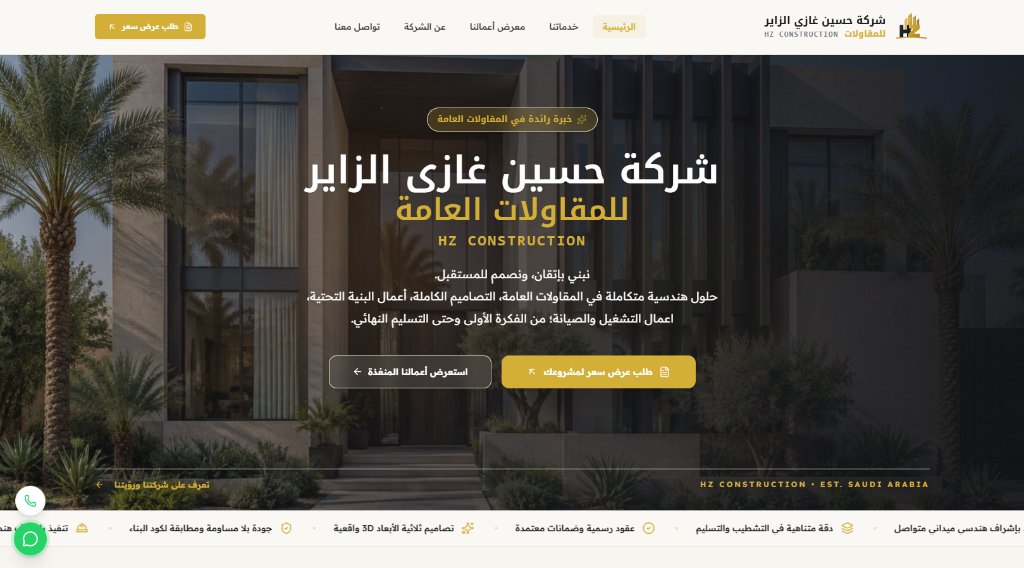 شركة حسين غازي الزاير
للمقاولات HZ CONSTRUCTION
الرئيسية
خدماتنا
معرض أعمالنا
عن الشركة
تواصل معنا
طلب عرض سعر
خبرة رائدة في المقاولات العامة
شركة حسين غازى الزاير
للمقاولات العامة
HZ CONSTRUCTION
نبني بإتقان، ونصمم للمستقبل.
حلول هندسية متكاملة في المقاولات العامة، التصاميم الكاملة، أعمال البنية التحتية،
اعمال التشغيل والصيانة؛ من الفكرة الأولى وحتى التسليم النهائي.
طلب عرض سعر لمشروعك
استعرض أعمالنا المنفذة
HZ CONSTRUCTION • EST. SAUDI ARABIA
تعرف على شركتنا ورؤيتنا
بإشراف هندسي ميداني متواصل
دقة متناهية في التشطيب والتسليم
عقود رسمية وضمانات معتمدة
تصاميم ثلاثية الأبعاد 3D واقعية
جودة بلا مساومة ومطابقة لكود البناء
تنفيذ